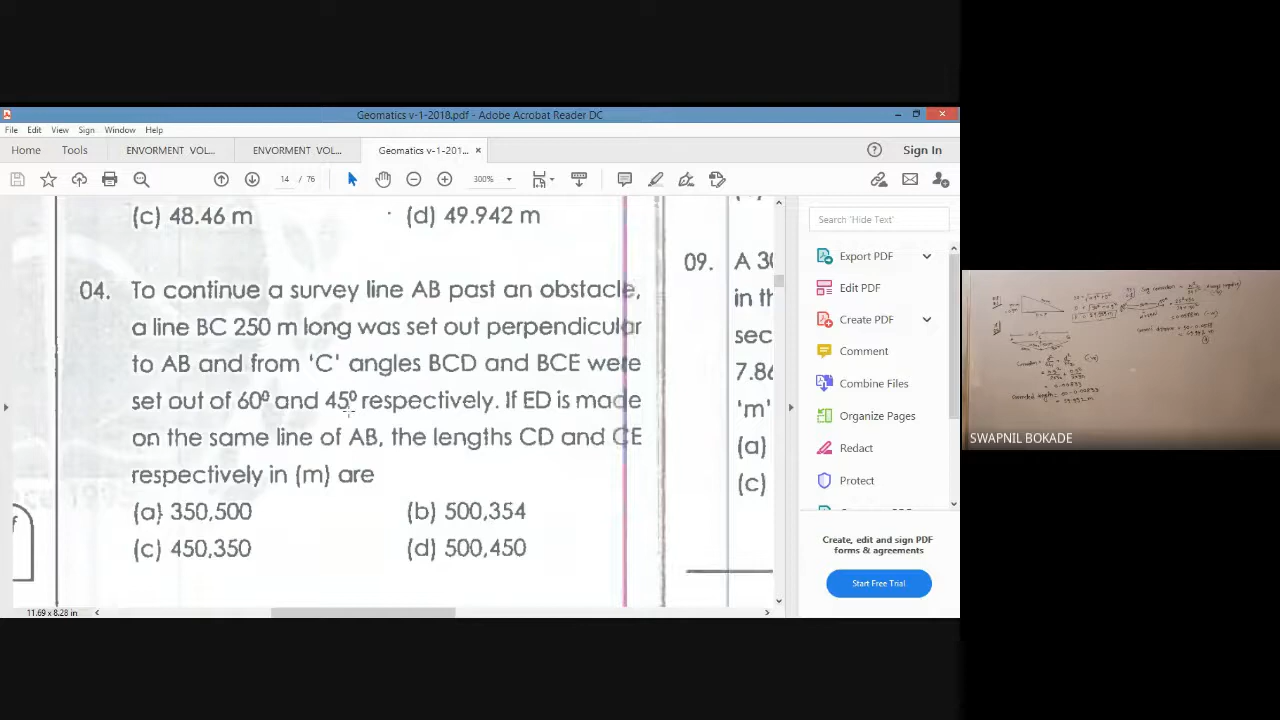 Geomatics v-1-2018.pdf - Adobe Acrobat Reader DC
File Edit View Sign Window Help
Home Tools ENVORMENT VOL... ENVORMENT VOL... Geomatics v-1-201... × Sign In
14 / 76 300%
(c) 48.46 m (d) 49.942 m
04. To continue a survey line AB past an obstacle,
a line BC 250 m long was set out perpendicular
to AB and from ‘C’ angles BCD and BCE were
set out of 60⁰ and 45⁰ respectively. If ED is made
on the same line of AB, the lengths CD and CE
respectively in (m) are
(a) 350,500 (b) 500,354
(c) 450,350 (d) 500,450
09. A 30
in th
sec
7.86
‘m’
(a)
(c)
11.69 x 8.28 in
Search 'Hide Text'
Export PDF
Edit PDF
Create PDF
Comment
Combine Files
Organize Pages
Redact
Protect
Create, edit and sign PDF
forms & agreements
Start Free Trial
SWAPNIL BOKADE